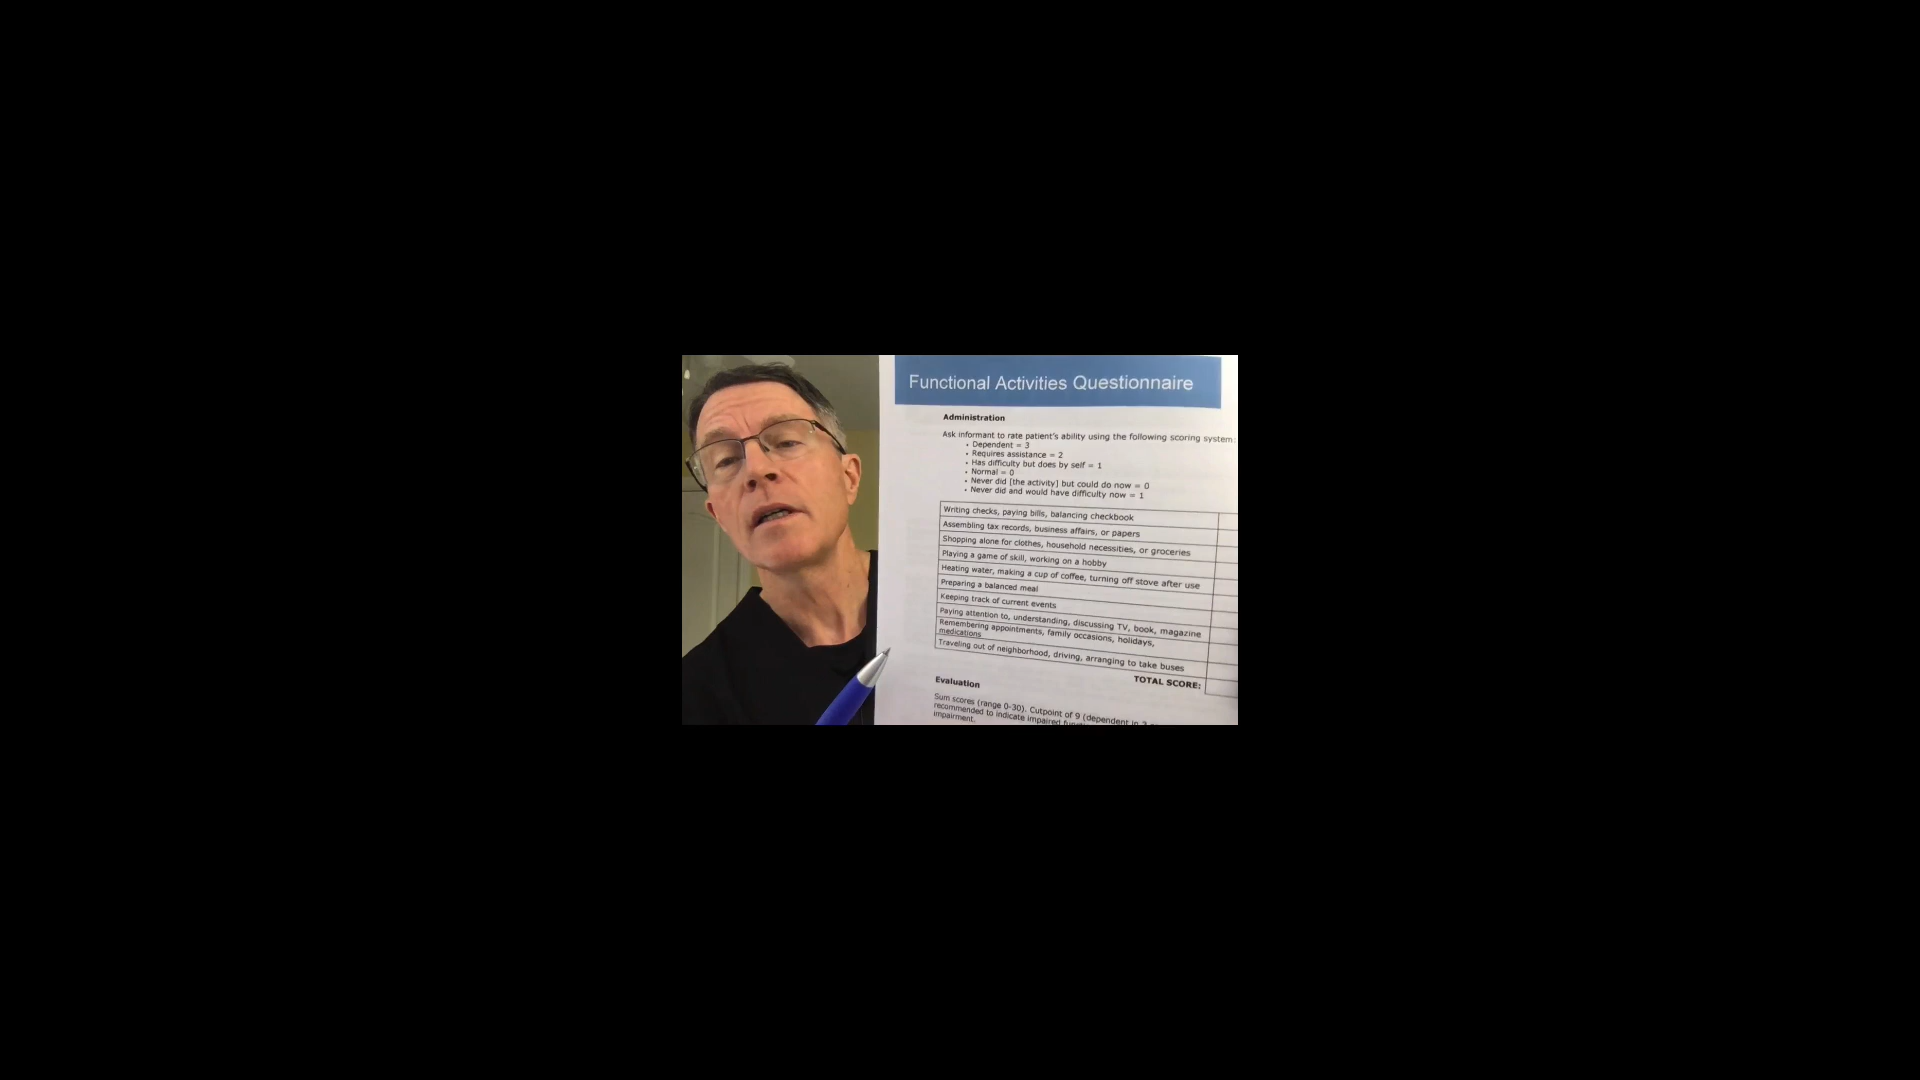 Functional Activities Questionnaire
Administration
Ask informant to rate patient's ability using the following scoring system:
• Dependent = 3
• Requires assistance = 2
• Has difficulty but does by self = 1
• Normal = 0
• Never did [the activity] but could do now = 0
• Never did and would have difficulty now = 1
Writing checks, paying bills, balancing checkbook
Assembling tax records, business affairs, or papers
Shopping alone for clothes, household necessities, or groceries
Playing a game of skill, working on a hobby
Heating water, making a cup of coffee, turning off stove after use
Preparing a balanced meal
Keeping track of current events
Paying attention to, understanding, discussing TV, book, magazine
Remembering appointments, family occasions, holidays,
medications
Traveling out of neighborhood, driving, arranging to take buses
TOTAL SCORE:
Evaluation
Sum scores (range 0-30). Cutpoint of 9 (dependent in 3
recommended to indicate impaired
impairment.